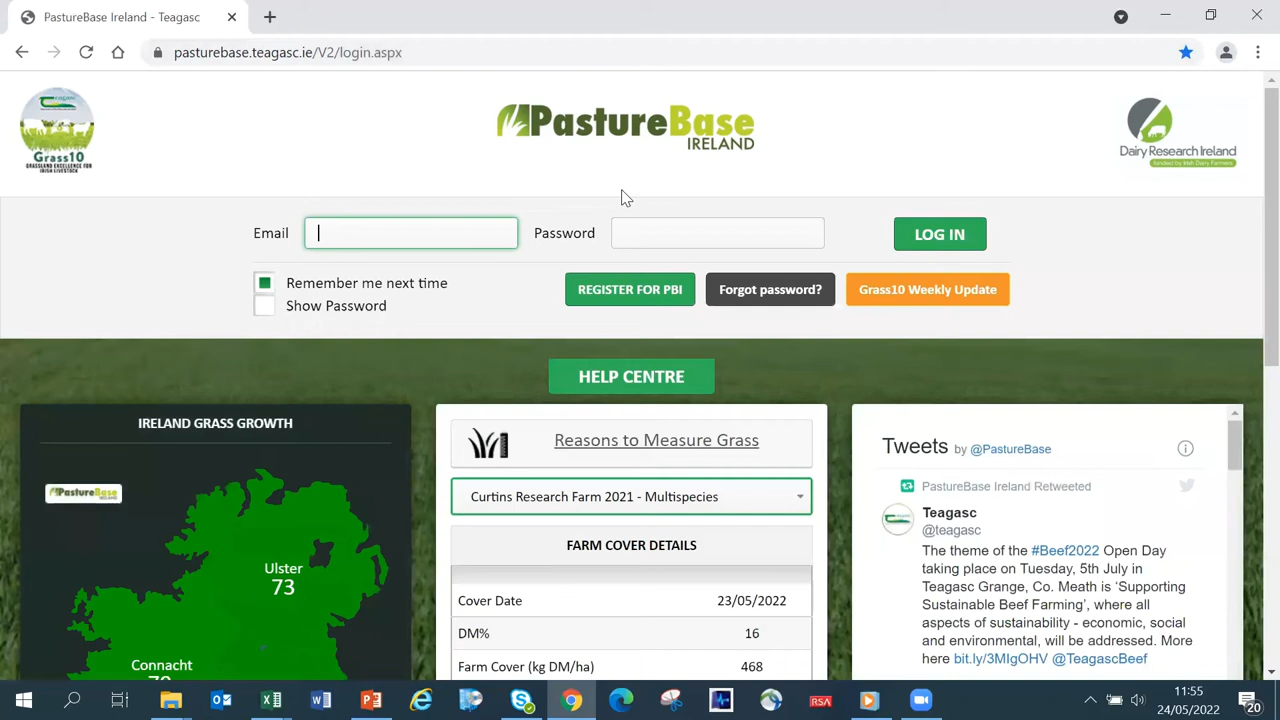 PastureBase Ireland - Teagasc
pasturebase.teagasc.ie/V2/login.aspx
Grass10
GRASSLAND EXCELLENCE FOR
IRISH LIVESTOCK
PastureBase
IRELAND
Dairy Research Ireland
funded by Irish Dairy Farmers
Email
Password
LOG IN
Remember me next time
Show Password
REGISTER FOR PBI
Forgot password?
Grass10 Weekly Update
HELP CENTRE
IRELAND GRASS GROWTH
PastureBase
IRELAND
Ulster
73
Connacht
Reasons to Measure Grass
Curtins Research Farm 2021 - Multispecies
FARM COVER DETAILS
Cover Date 23/05/2022
DM% 16
Farm Cover (kg DM/ha) 468
Tweets by @PastureBase
PastureBase Ireland Retweeted
Teagasc
@teagasc
The theme of the #Beef2022 Open Day
taking place on Tuesday, 5th July in
Teagasc Grange, Co. Meath is ‘Supporting
Sustainable Beef Farming’, where all
aspects of sustainability - economic, social
and environmental, will be addressed. More
here bit.ly/3MIgOHV @TeagascBeef
RSA
11:55
24/05/2022
20